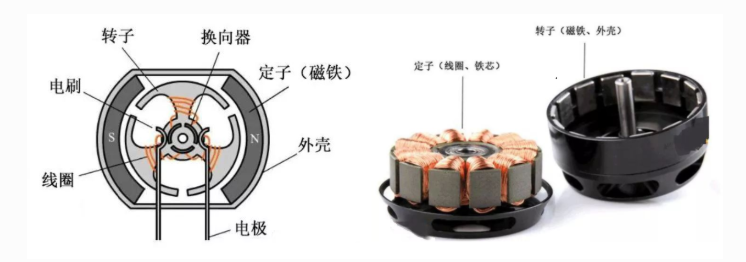 转子
换向器
电刷
定子（磁铁）
S
N
外壳
线圈
电极
转子（磁铁、外壳）
定子（线圈、铁芯）